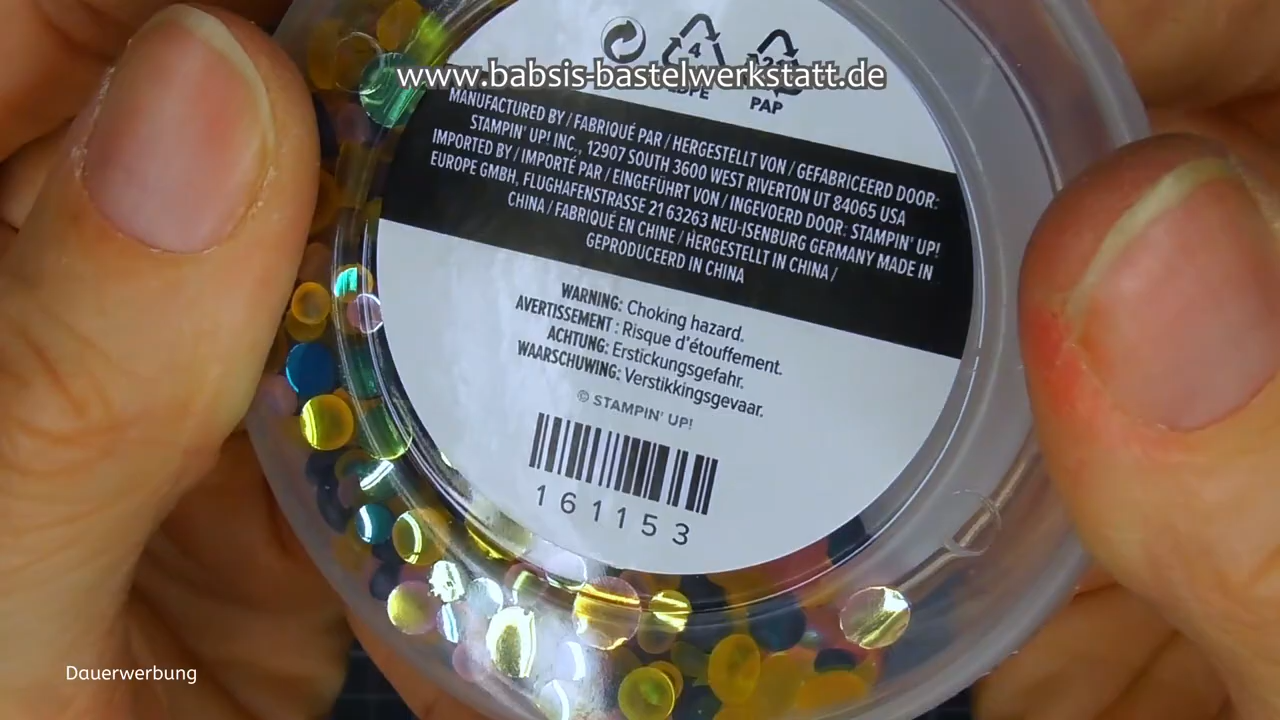 www.babsis-bastelwerkstatt.de
4
PAP
MANUFACTURED BY / FABRIQUÉ PAR / HERGESTELLT VON / GEFABRICEERD DOOR:
STAMPIN' UP! INC., 12907 SOUTH 3600 WEST RIVERTON UT 84065 USA
IMPORTED BY / IMPORTÉ PAR / EINGEFÜHRT VON / INGEVOERD DOOR: STAMPIN' UP!
EUROPE GMBH, FLUGHAFENSTRASSE 21 63263 NEU-ISENBURG GERMANY MADE IN
CHINA / FABRIQUÉ EN CHINE / HERGESTELLT IN CHINA /
GEPRODUCEERD IN CHINA
WARNING: Choking hazard.
AVERTISSEMENT : Risque d'étouffement.
ACHTUNG: Erstickungsgefahr.
WAARSCHUWING: Verstikkingsgevaar.
© STAMPIN' UP!
161153
Dauerwerbung